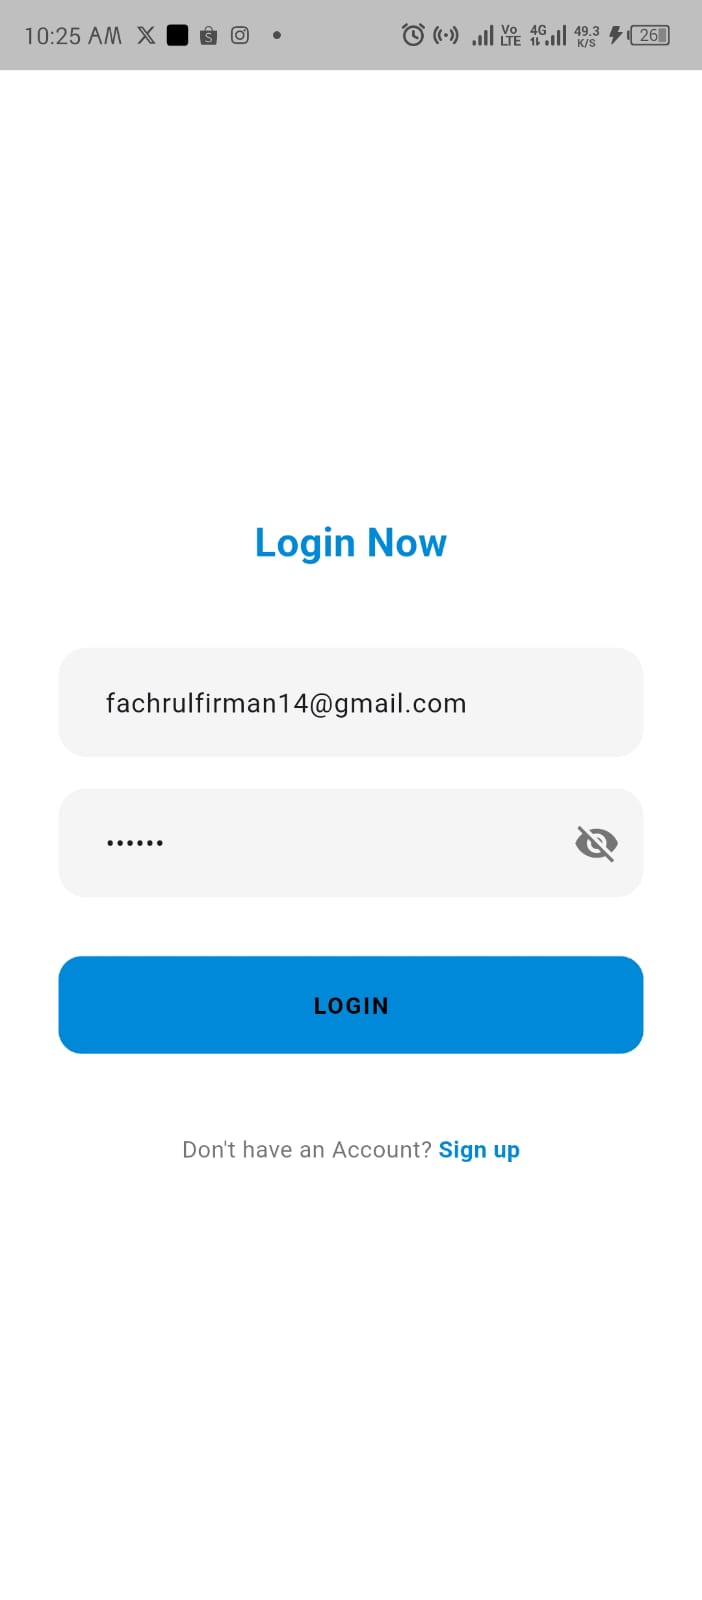 10:25 AM Vo LTE 4G 49.3 K/S 26
Login Now
fachrulfirman14@gmail.com
••••••
LOGIN
Don't have an Account? Sign up